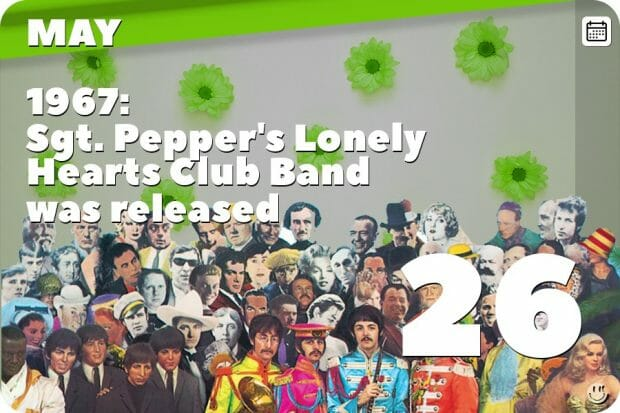 MAY
1967:
Sgt. Pepper's Lonely
Hearts Club Band
was released
26